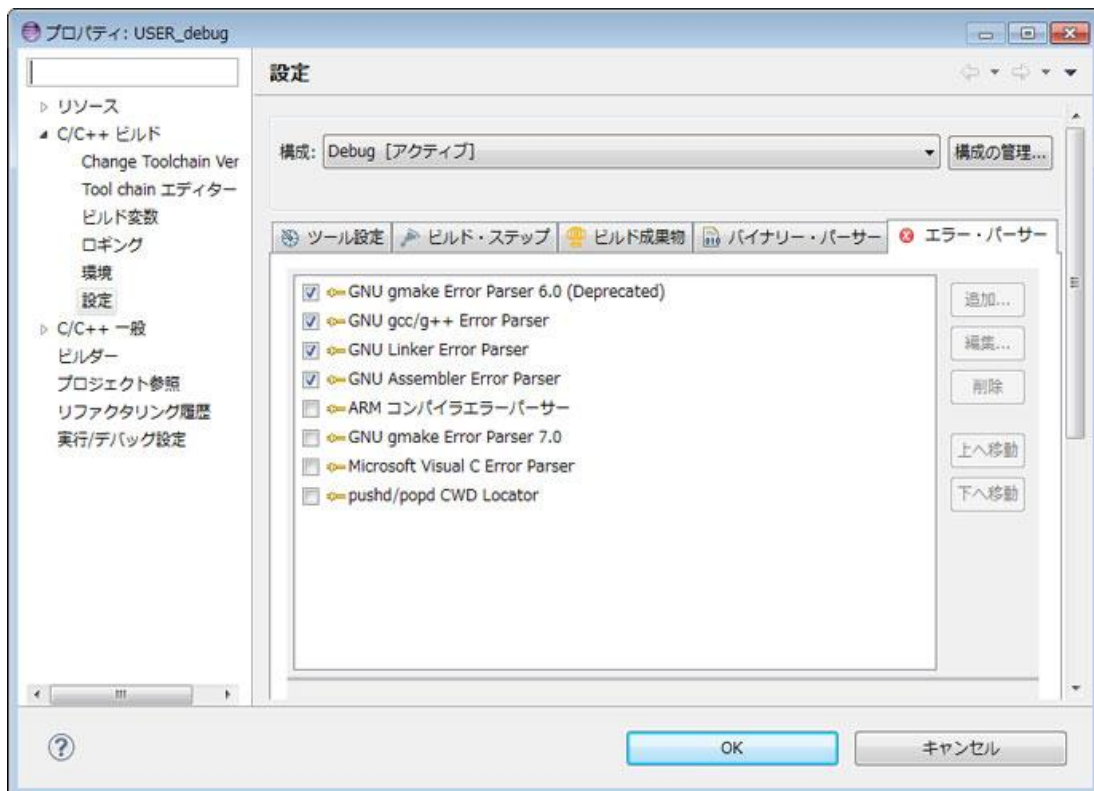 プロパティ: USER_debug
設定
リソース
C/C++ ビルド
Change Toolchain Ver
Tool chain エディター
ビルド変数
ロギング
環境
設定
C/C++ 一般
ビルダー
プロジェクト参照
リファクタリング履歴
実行/デバッグ設定
構成: Debug [アクティブ] 構成の管理...
ツール設定 ビルド・ステップ ビルド成果物 バイナリー・パーサー エラー・パーサー
GNU gmake Error Parser 6.0 (Deprecated)
GNU gcc/g++ Error Parser
GNU Linker Error Parser
GNU Assembler Error Parser
ARM コンパイラエラーパーサー
GNU gmake Error Parser 7.0
Microsoft Visual C Error Parser
pushd/popd CWD Locator
追加...
編集...
削除
上へ移動
下へ移動
OK キャンセル